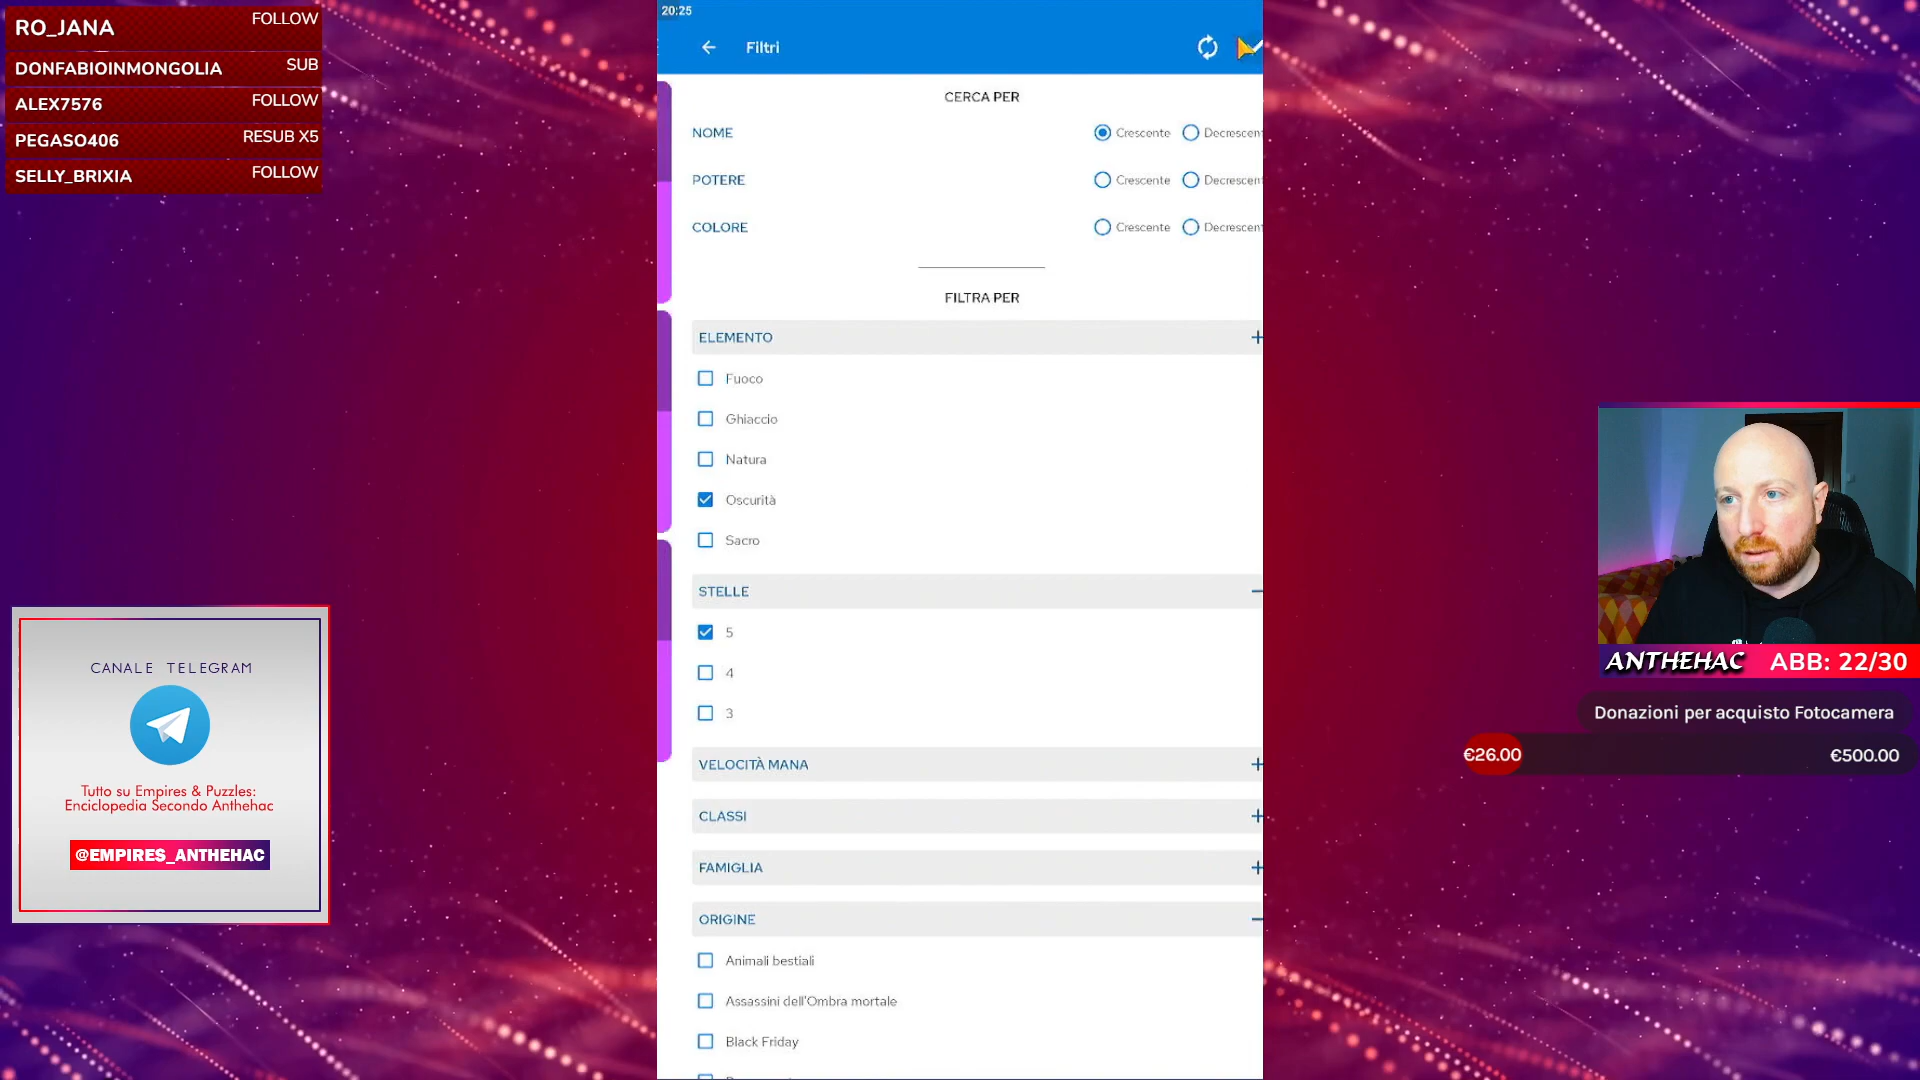 RO_JANA FOLLOW
DONFABIOINMONGOLIA SUB
ALEX7576 FOLLOW
PEGASO406 RESUB X5
SELLY_BRIXIA FOLLOW
CANALE TELEGRAM
Tutto su Empires & Puzzles:
Enciclopedia Secondo Anthehac
@EMPIRES_ANTHEHAC
20:25
Filtri
CERCA PER
NOME Crescente Decrescent
POTERE Crescente Decrescent
COLORE Crescente Decrescent
FILTRA PER
ELEMENTO +
Fuoco
Ghiaccio
Natura
Oscurità
Sacro
STELLE −
5
4
3
VELOCITÀ MANA +
CLASSI +
FAMIGLIA +
ORIGINE −
Animali bestiali
Assassini dell'Ombra mortale
Black Friday
ANTHEHAC ABB: 22/30
Donazioni per acquisto Fotocamera
€26.00 €500.00